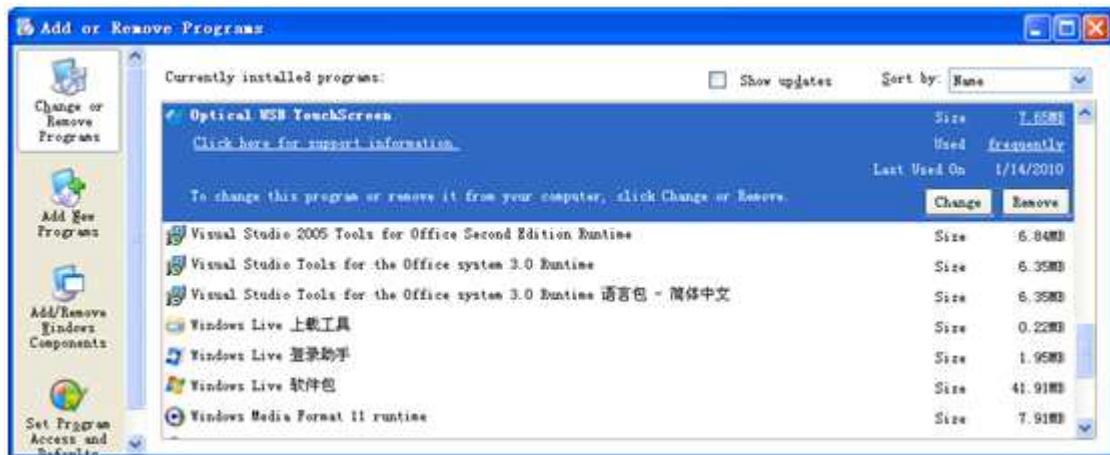 Add or Remove Programs
Change or
Remove
Programs
Add New
Programs
Add/Remove
Windows
Components
Set Program
Access and
Defaults
Currently installed programs:
Show updates
Sort by: Name
Optical USB TouchScreen Size 7.65MB
Click here for support information. Used frequently
Last Used On 1/14/2010
To change this program or remove it from your computer, click Change or Remove. Change Remove
Visual Studio 2005 Tools for Office Second Edition Runtime Size 6.84MB
Visual Studio Tools for the Office system 3.0 Runtime Size 6.35MB
Visual Studio Tools for the Office system 3.0 Runtime 语言包 - 简体中文 Size 6.35MB
Windows Live 上载工具 Size 0.22MB
Windows Live 登录助手 Size 1.95MB
Windows Live 软件包 Size 41.91MB
Windows Media Format 11 runtime Size 7.91MB